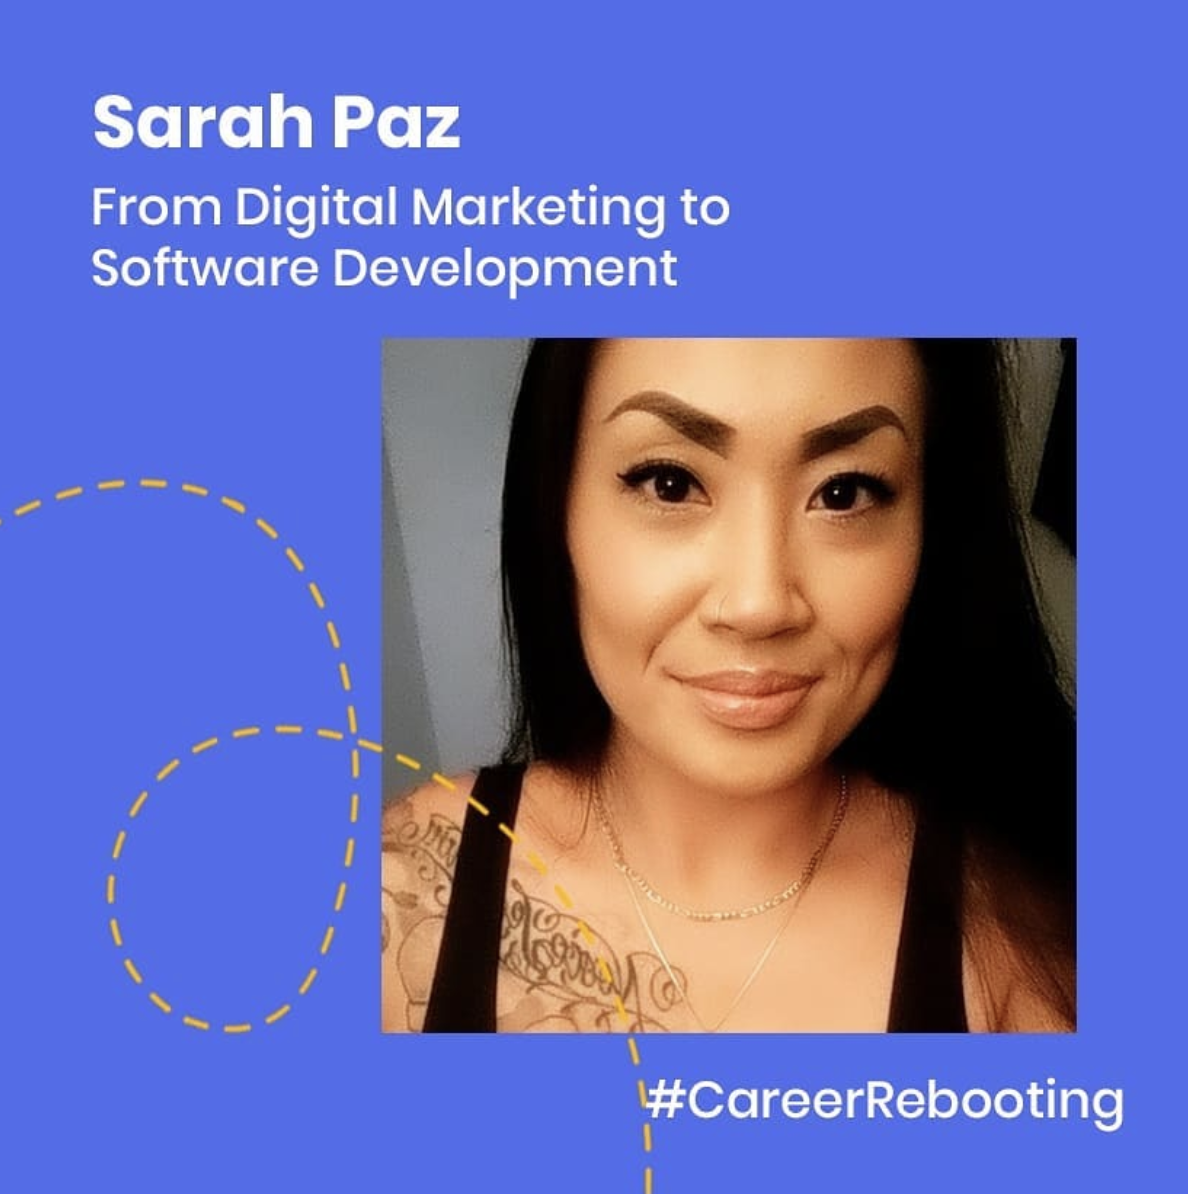 Sarah Paz
From Digital Marketing to
Software Development
#CareerRebooting